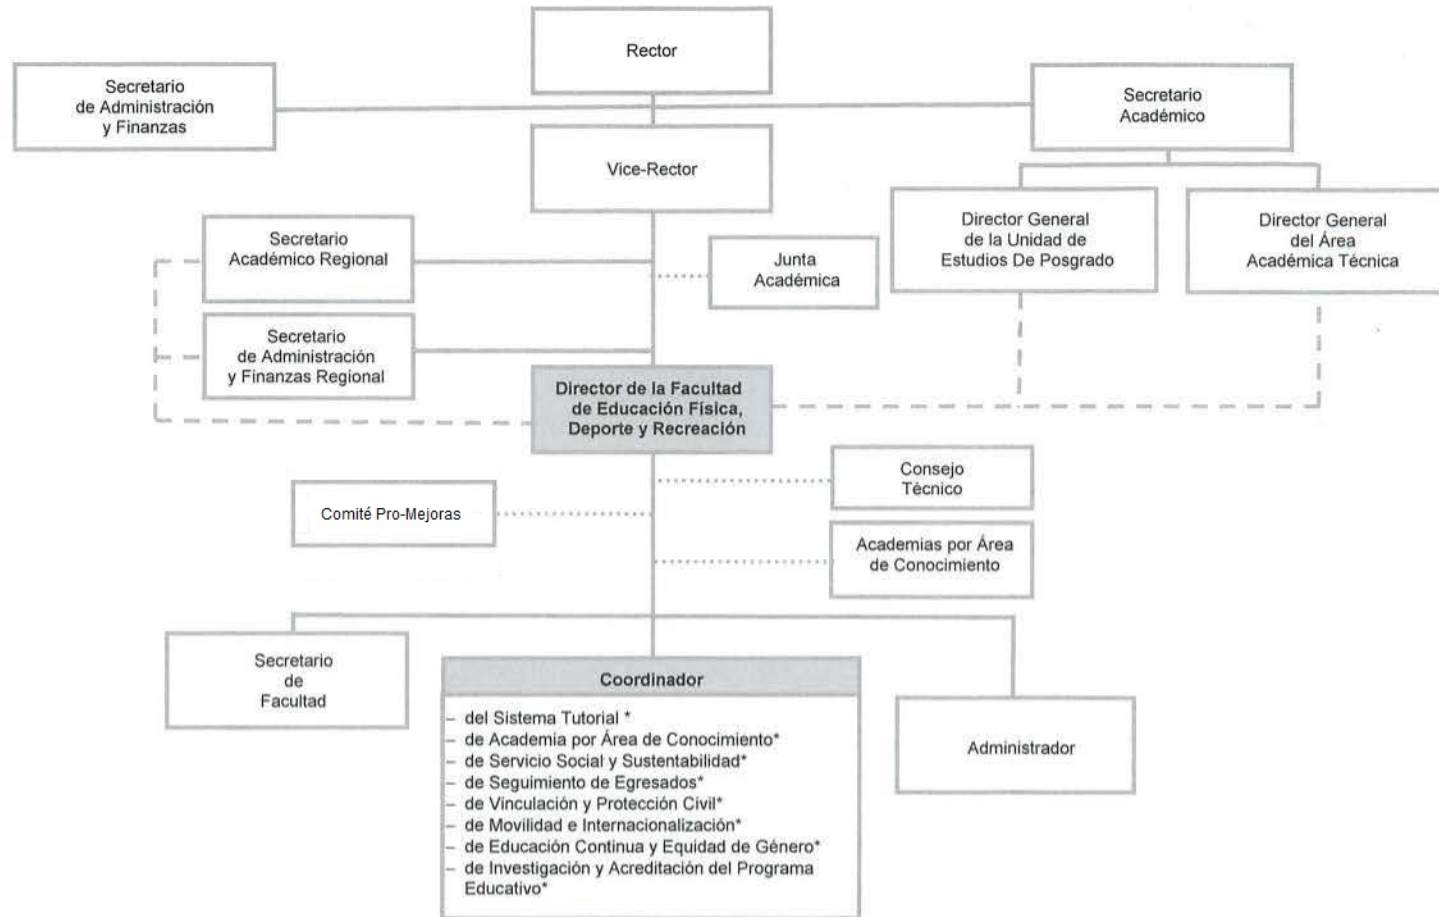 Rector
Secretario
de Administración
y Finanzas
Secretario
Académico
Vice-Rector
Director General
de la Unidad de
Estudios De Posgrado
Director General
del Área
Académica Técnica
Secretario
Académico Regional
Junta
Académica
Secretario
de Administración
y Finanzas Regional
Director de la Facultad
de Educación Física,
Deporte y Recreación
Consejo
Técnico
Comité Pro-Mejoras
Academias por Área
de Conocimiento
Secretario
de
Facultad
Coordinador
– del Sistema Tutorial *
– de Academia por Área de Conocimiento*
– de Servicio Social y Sustentabilidad*
– de Seguimiento de Egresados*
– de Vinculación y Protección Civil*
– de Movilidad e Internacionalización*
– de Educación Continua y Equidad de Género*
– de Investigación y Acreditación del Programa
Educativo*
Administrador